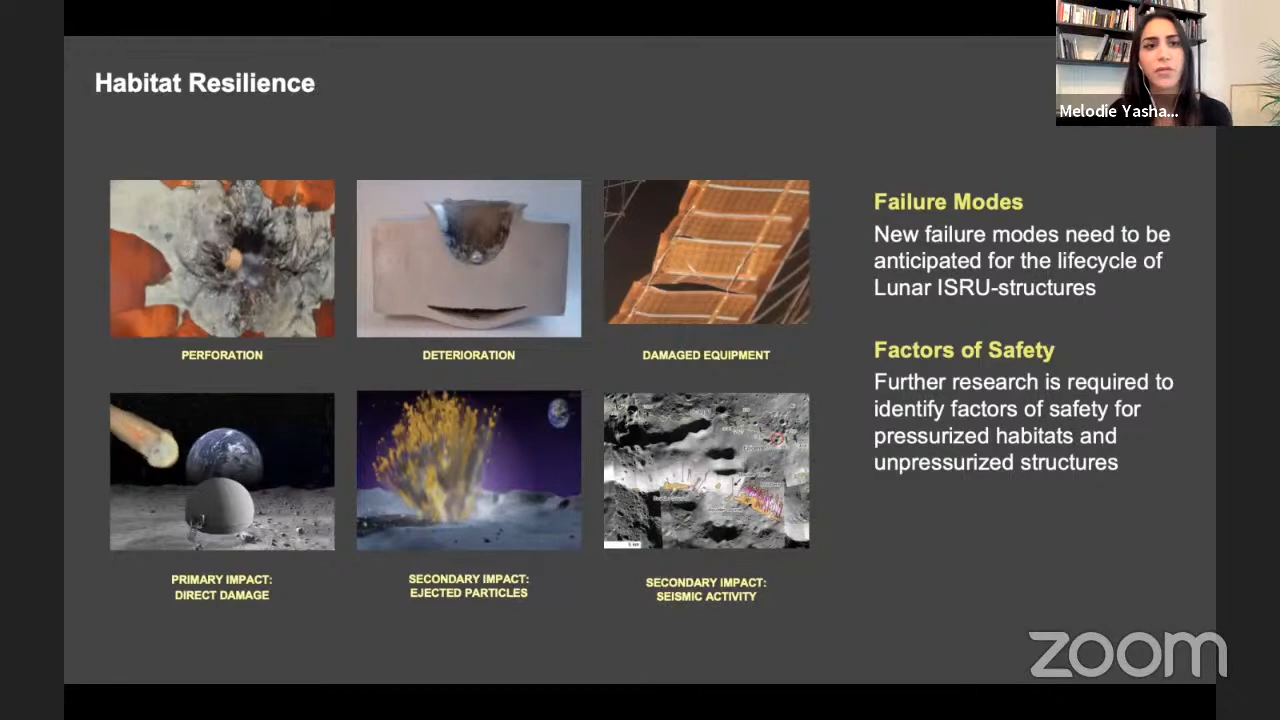 Habitat Resilience
Melodie Yasha...
PERFORATION
DETERIORATION
DAMAGED EQUIPMENT
PRIMARY IMPACT:
DIRECT DAMAGE
SECONDARY IMPACT:
EJECTED PARTICLES
SECONDARY IMPACT:
SEISMIC ACTIVITY
Failure Modes
New failure modes need to be
anticipated for the lifecycle of
Lunar ISRU-structures
Factors of Safety
Further research is required to
identify factors of safety for
pressurized habitats and
unpressurized structures
zoom